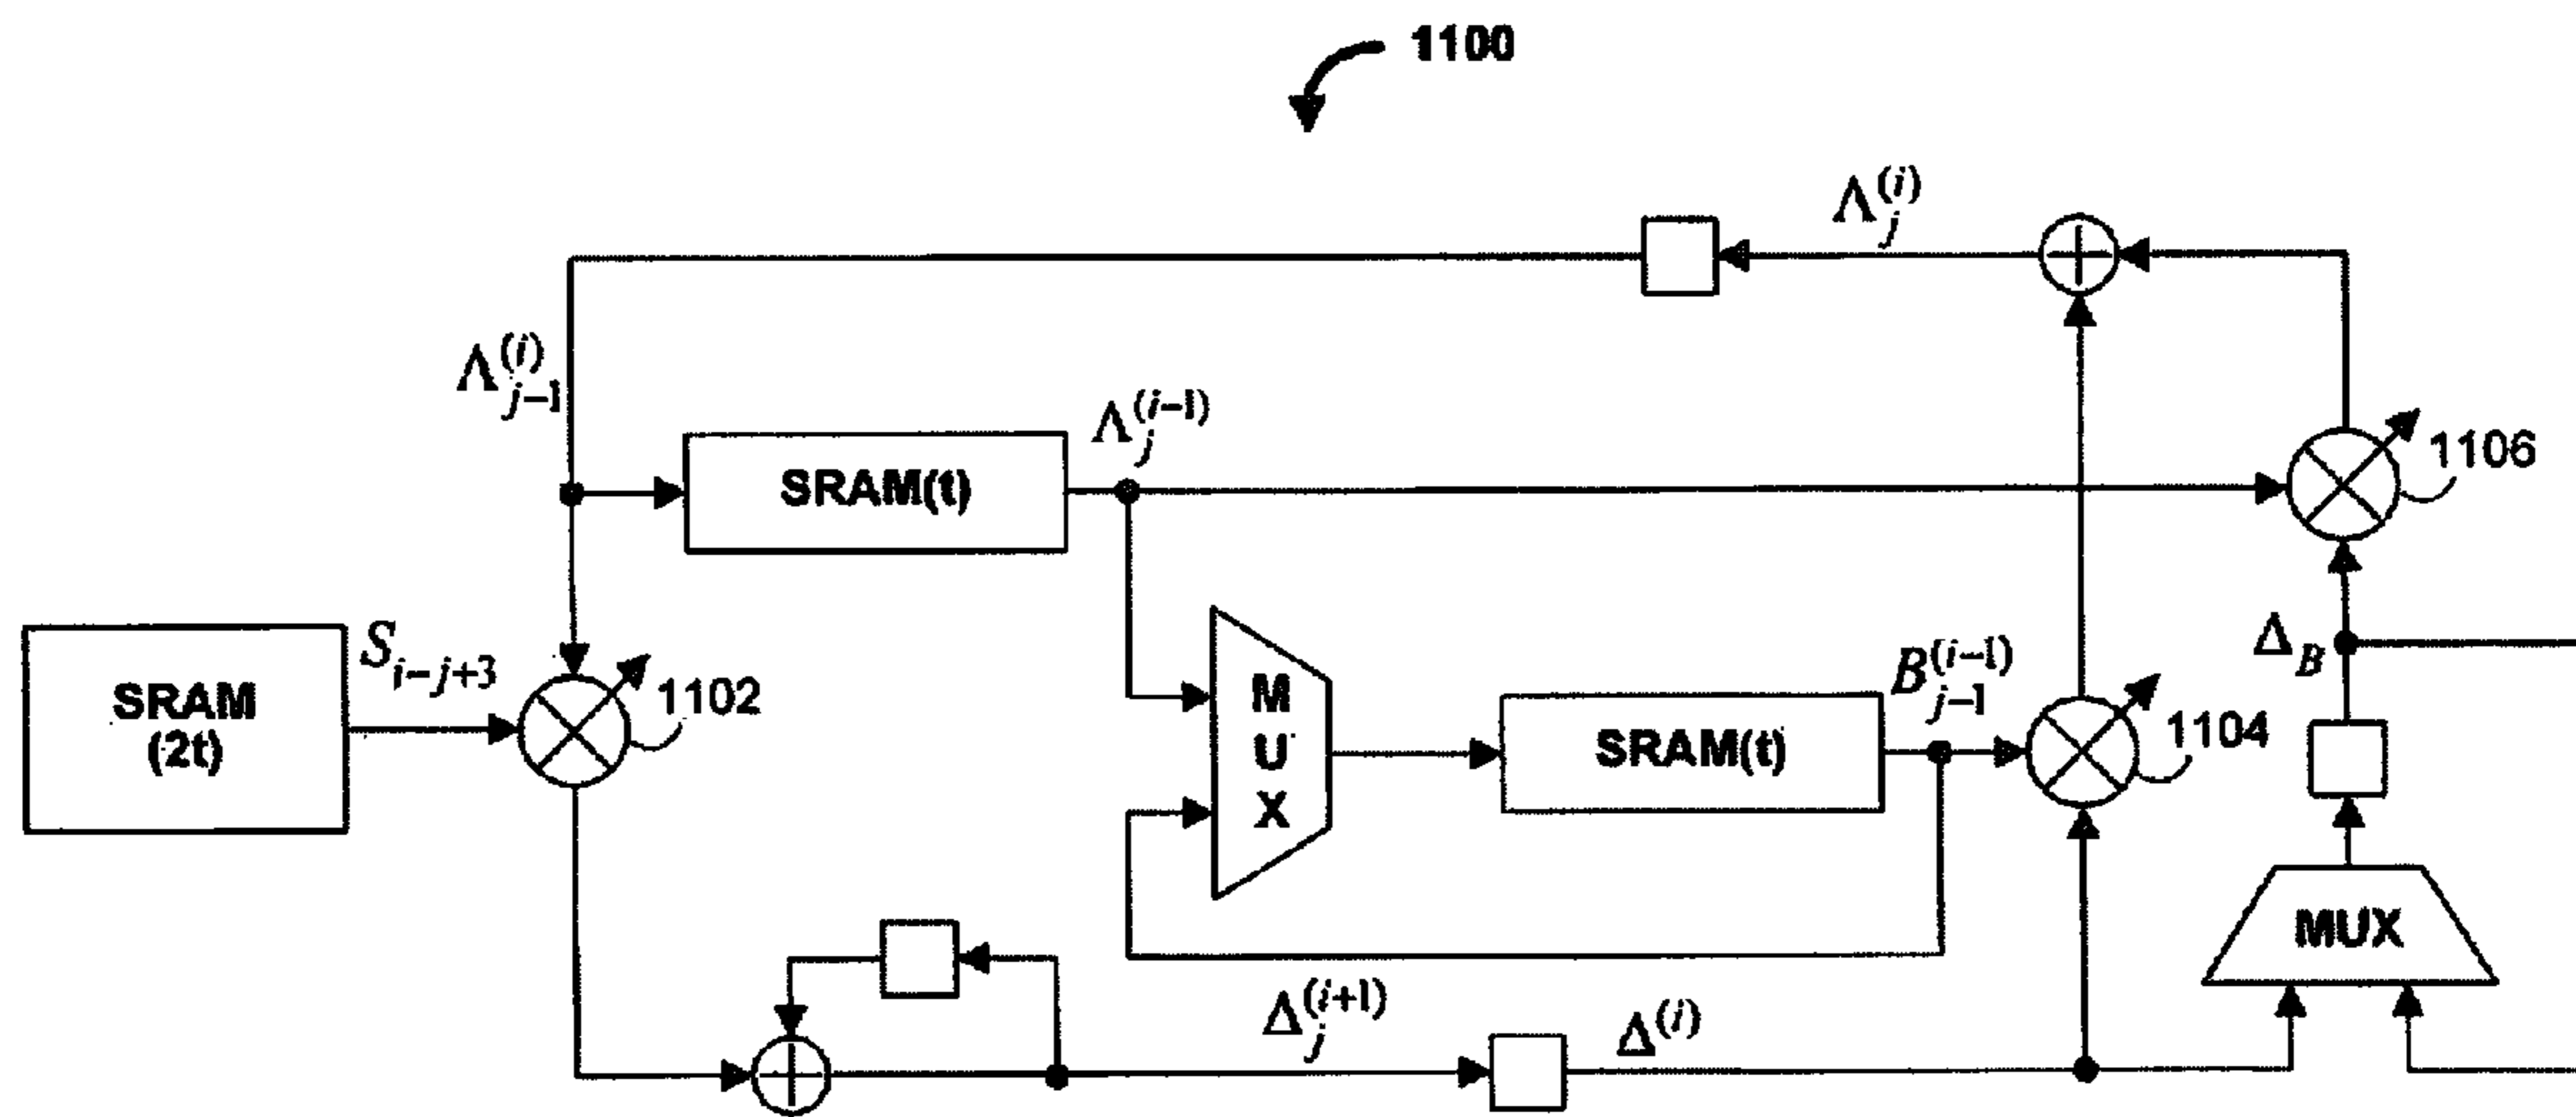 1100
Λ_j^(i)
Λ_{j-1}^(i)
Λ_j^(i-1)
SRAM(t)
1106
S_{i-j+3}
SRAM
(2t)
1102
M
U
X
SRAM(t)
B_{j-1}^(i-1)
1104
Δ_B
MUX
Δ_j^(i+1)
Δ^(i)